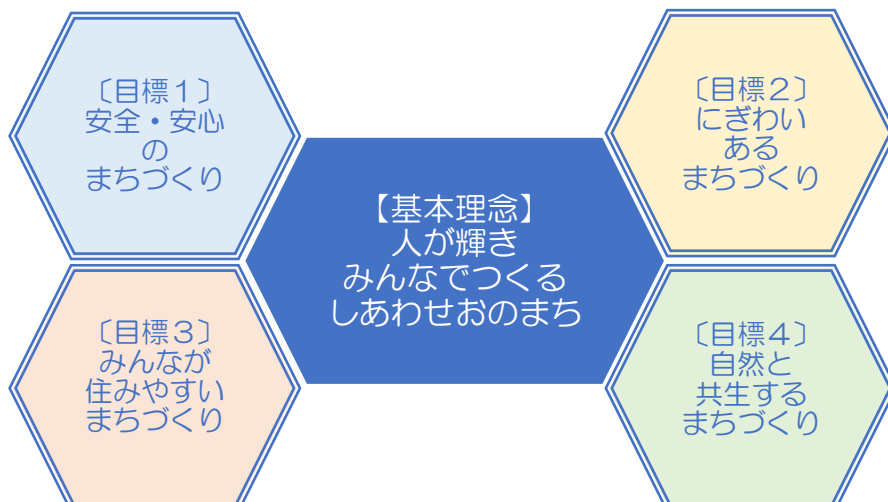 〔目標１〕
安全・安心
の
まちづくり
〔目標２〕
にぎわい
ある
まちづくり
【基本理念】
人が輝き
みんなでつくる
しあわせおのまち
〔目標３〕
みんなが
住みやすい
まちづくり
〔目標４〕
自然と
共生する
まちづくり